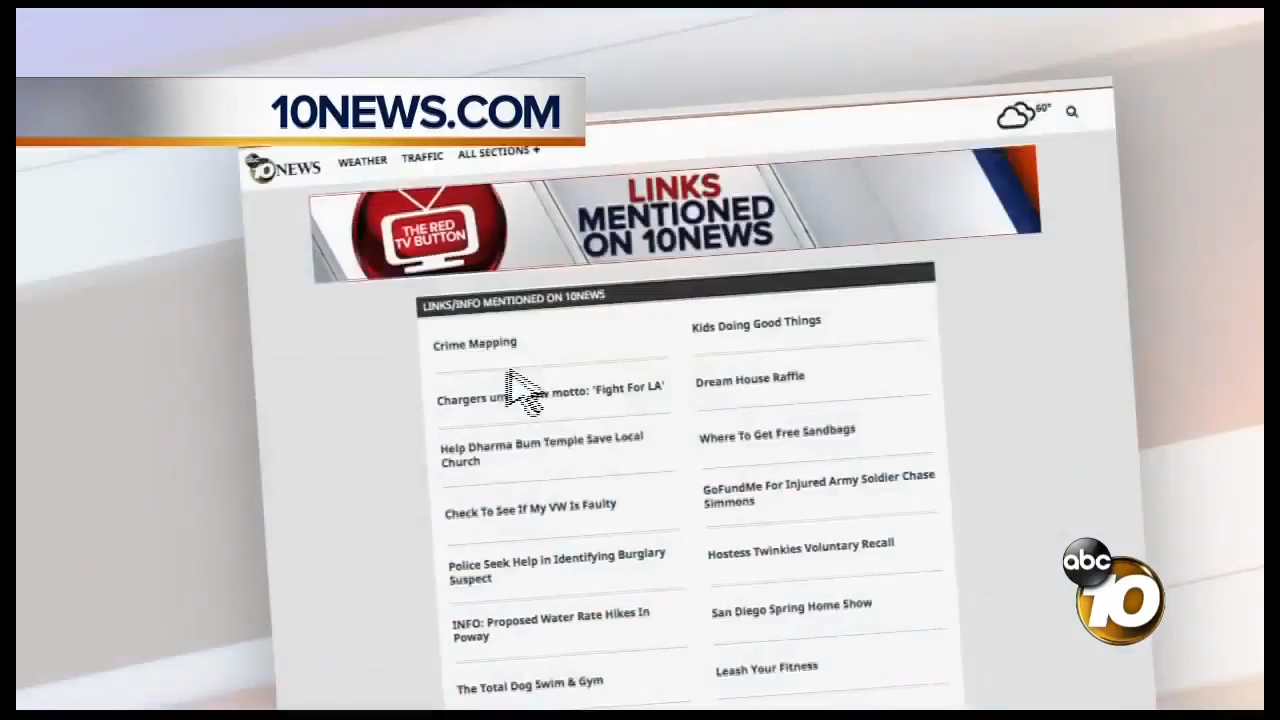 10NEWS.COM
60°
abc 10 NEWS WEATHER TRAFFIC ALL SECTIONS +
THE RED
TV BUTTON
LINKS
MENTIONED
ON 10NEWS
LINKS/INFO MENTIONED ON 10NEWS
Crime Mapping
Chargers motto: 'Fight For LA'
Help Dharma Bum Temple Save Local
Church
Check To See If My VW Is Faulty
Police Seek Help in Identifying Burglary
Suspect
INFO: Proposed Water Rate Hikes In
Poway
The Total Dog Swim & Gym
Kids Doing Good Things
Dream House Raffle
Where To Get Free Sandbags
GoFundMe For Injured Army Soldier Chase
Simmons
Hostess Twinkies Voluntary Recall
San Diego Spring Home Show
Leash Your Fitness
abc
10